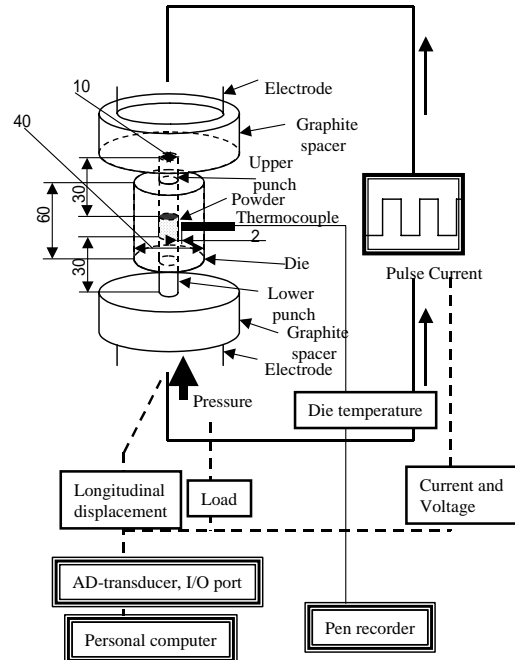 10
Electrode
40
Graphite
spacer
Upper
punch
30
60
Powder
Thermocouple
2
30
Die
Pulse Current
Lower
punch
Graphite
spacer
Electrode
Pressure
Die temperature
Longitudinal
displacement
Load
Current and
Voltage
AD-transducer, I/O port
Personal computer
Pen recorder